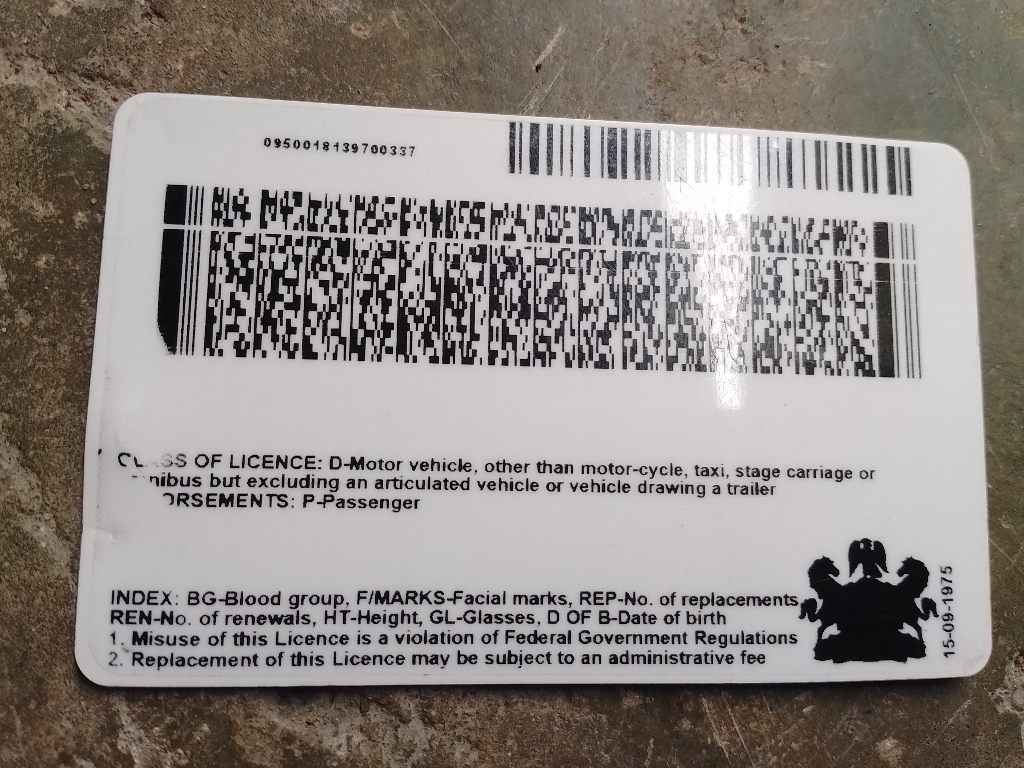 0950018139700337
CLASS OF LICENCE: D-Motor vehicle, other than motor-cycle, taxi, stage carriage or
nibus but excluding an articulated vehicle or vehicle drawing a trailer
ORSEMENTS: P-Passenger
INDEX: BG-Blood group, F/MARKS-Facial marks, REP-No. of replacements
REN-No. of renewals, HT-Height, GL-Glasses, D OF B-Date of birth
1. Misuse of this Licence is a violation of Federal Government Regulations
2. Replacement of this Licence may be subject to an administrative fee
15-09-1975